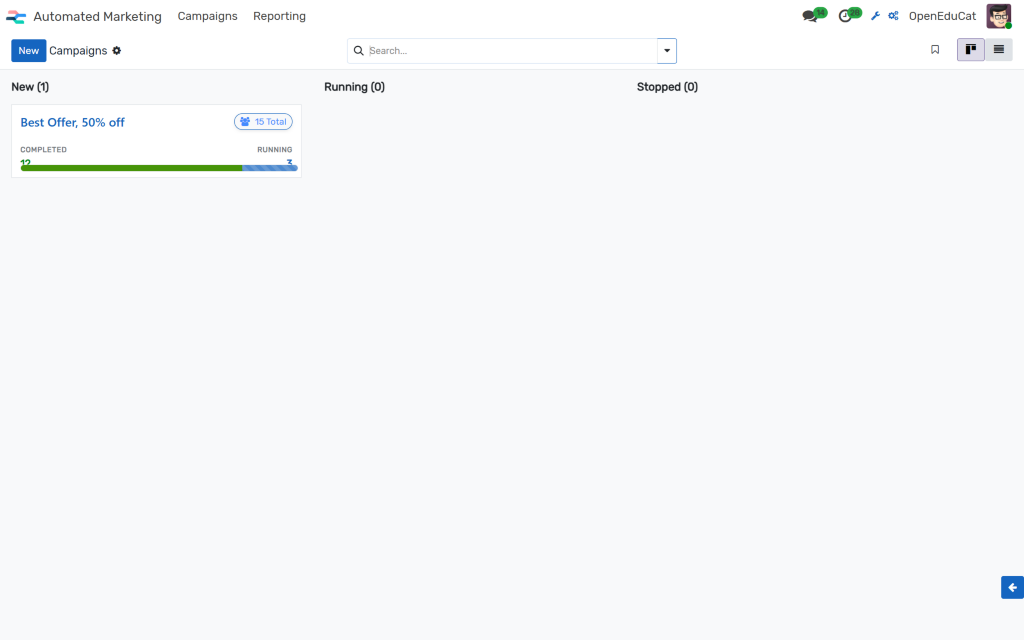 Automated Marketing Campaigns Reporting 14 28 OpenEduCat
New Campaigns Search...
New (1) Running (0) Stopped (0)
Best Offer, 50% off 15 Total
COMPLETED RUNNING
12 3